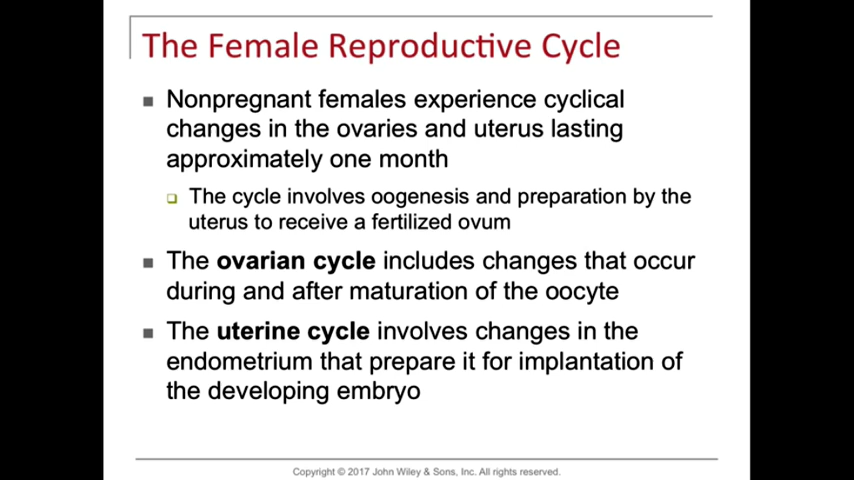 The Female Reproductive Cycle
Nonpregnant females experience cyclical
changes in the ovaries and uterus lasting
approximately one month
The cycle involves oogenesis and preparation by the
uterus to receive a fertilized ovum
The ovarian cycle includes changes that occur
during and after maturation of the oocyte
The uterine cycle involves changes in the
endometrium that prepare it for implantation of
the developing embryo
Copyright © 2017 John Wiley & Sons, Inc. All rights reserved.